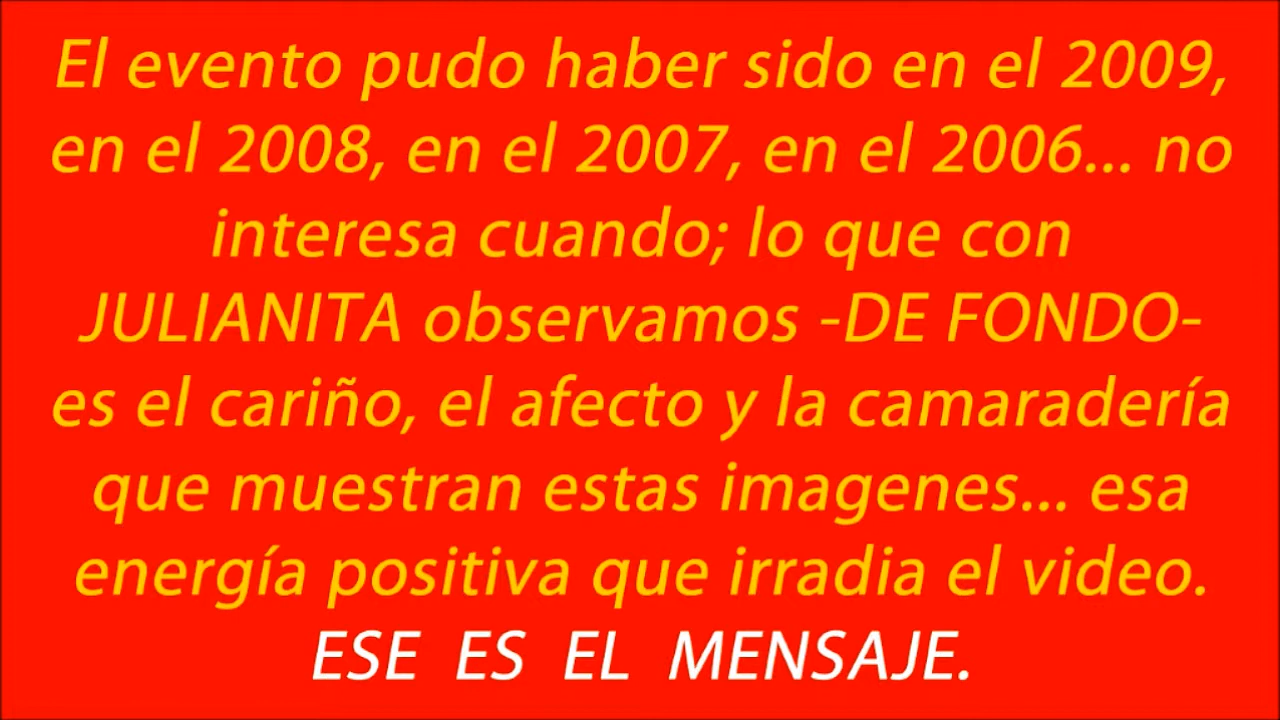 El evento pudo haber sido en el 2009,
en el 2008, en el 2007, en el 2006... no
interesa cuando; lo que con
JULIANITA observamos -DE FONDO-
es el cariño, el afecto y la camaradería
que muestran estas imagenes... esa
energía positiva que irradia el video.
ESE ES EL MENSAJE.